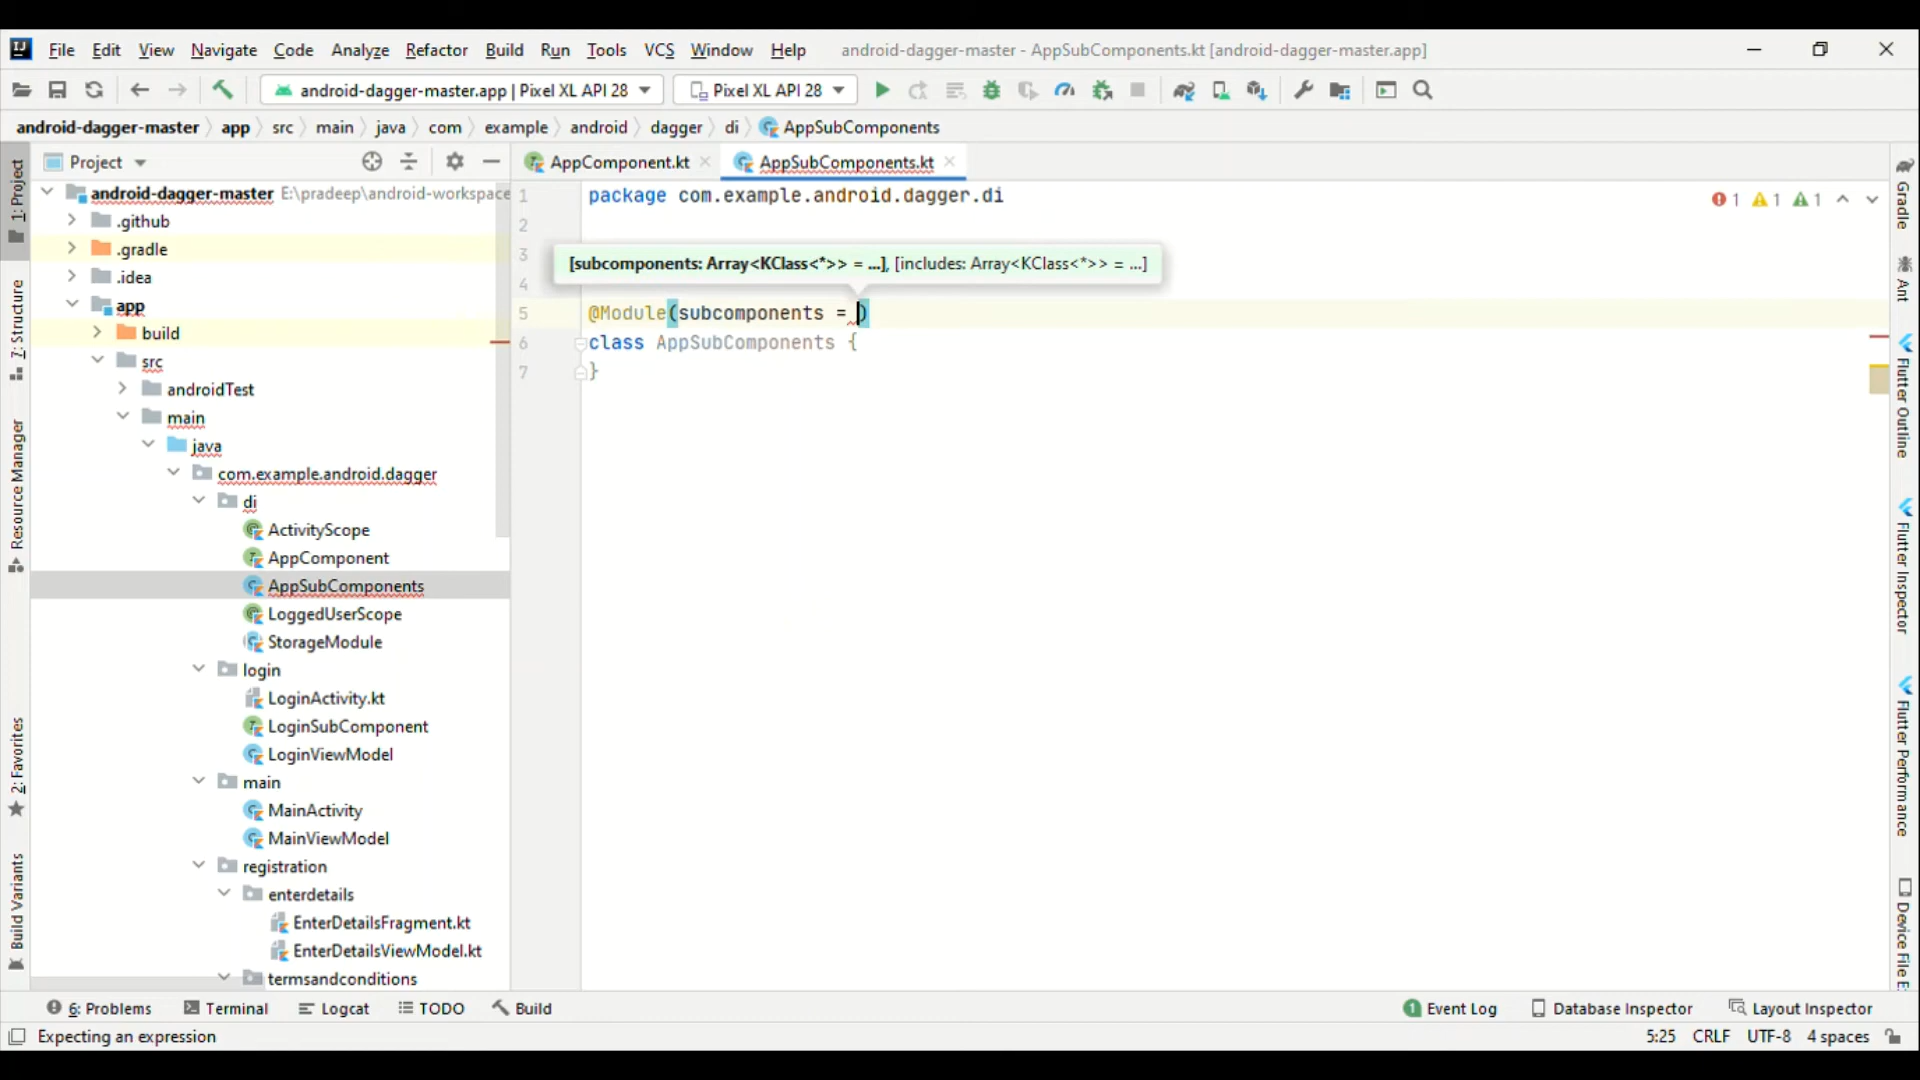 File Edit View Navigate Code Analyze Refactor Build Run Tools VCS Window Help android-dagger-master - AppSubComponents.kt [android-dagger-master.app]
android-dagger-master.app | Pixel XL API 28 Pixel XL API 28
android-dagger-master app src main java com example android dagger di AppSubComponents
Project AppComponent.kt AppSubComponents.kt
android-dagger-master E:\pradeep\android-workspace
.github
.gradle
.idea
app
build
src
androidTest
main
java
com.example.android.dagger
di
ActivityScope
AppComponent
AppSubComponents
LoggedUserScope
StorageModule
login
LoginActivity.kt
LoginSubComponent
LoginViewModel
main
MainActivity
MainViewModel
registration
enterdetails
EnterDetailsFragment.kt
EnterDetailsViewModel.kt
termsandconditions
1 package com.example.android.dagger.di
2
3
[subcomponents: Array<KClass<*>> = ...], [includes: Array<KClass<*>> = ...]
4
5 @Module(subcomponents = )
6 class AppSubComponents {
7 }
1 1 1
1: Project
7: Structure
Resource Manager
2: Favorites
Build Variants
Gradle
Ant
Flutter Outline
Flutter Inspector
Flutter Performance
Device File E
6: Problems Terminal Logcat TODO Build 1 Event Log Database Inspector Layout Inspector
Expecting an expression 5:25 CRLF UTF-8 4 spaces